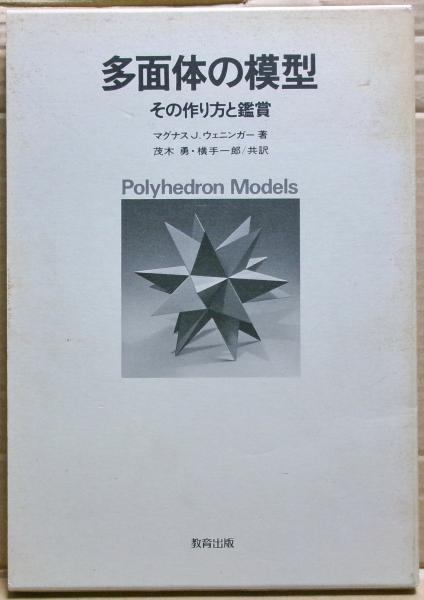 多面体の模型
その作り方と鑑賞
マグナスJ.ウェニンガー 著
茂木 勇・横手一郎/共訳
Polyhedron Models
教育出版